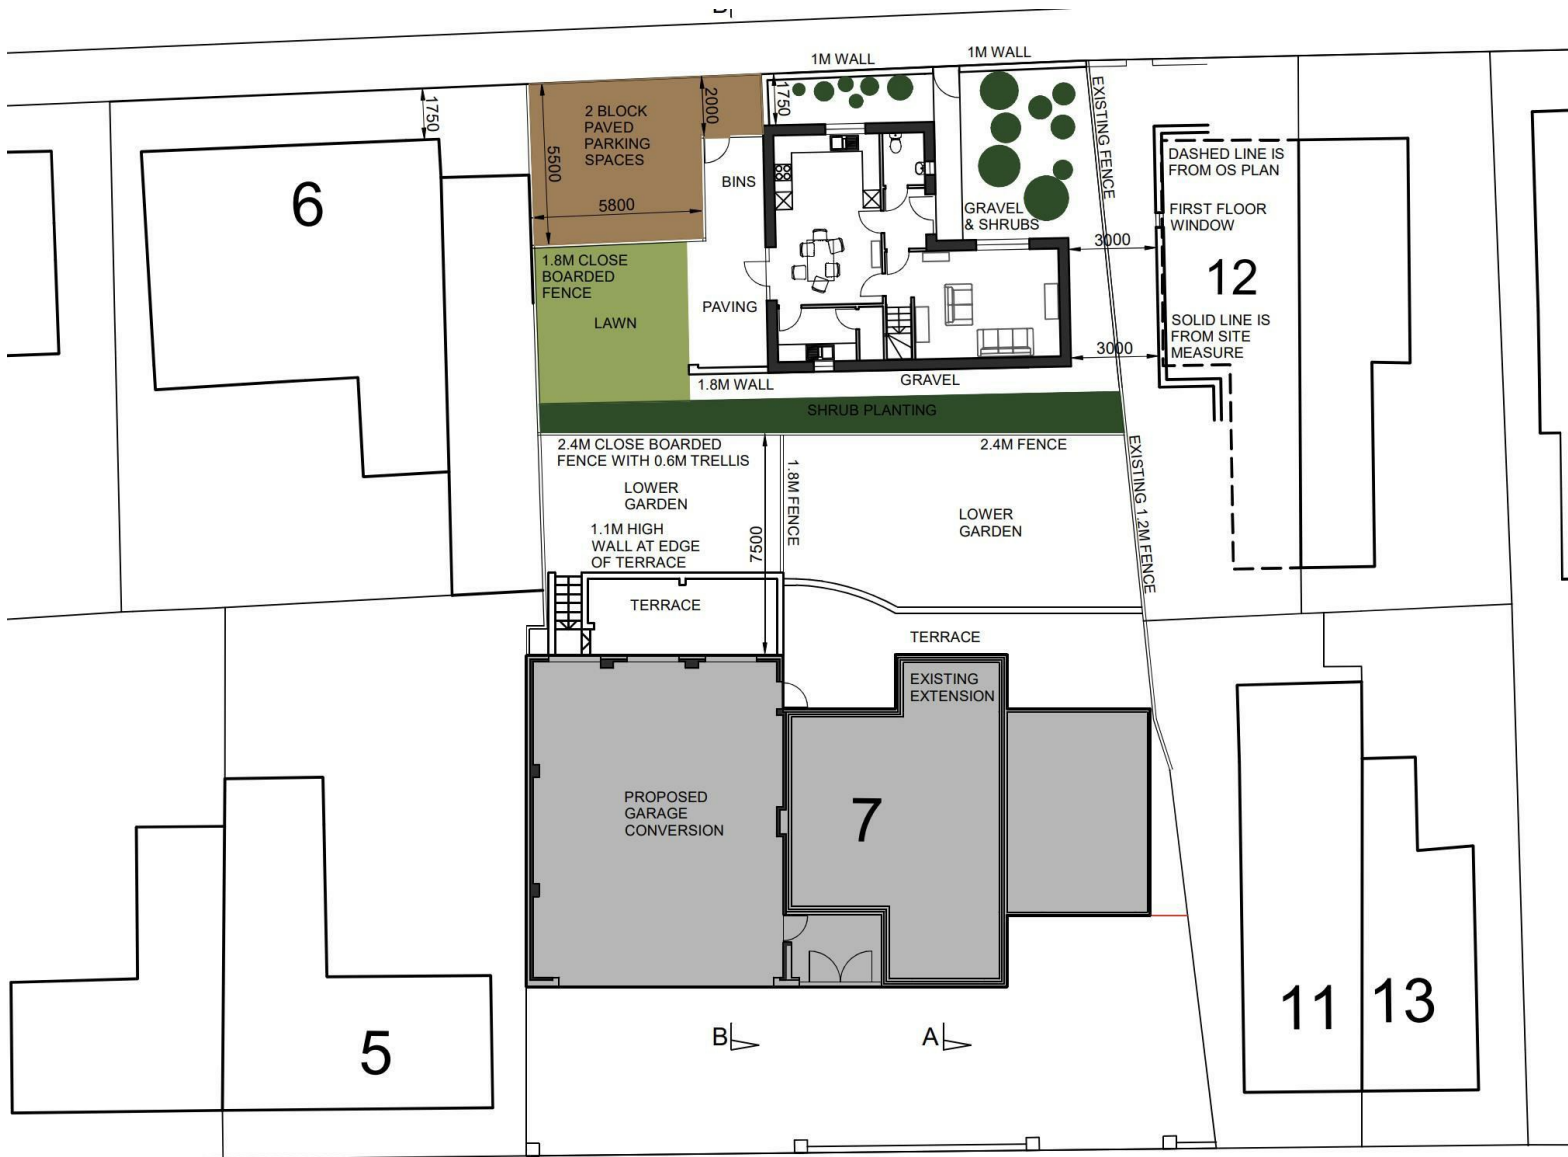 B
1M WALL
1M WALL
1750
2000
1750
2 BLOCK
PAVED
PARKING
SPACES
5500
5800
6
BINS
EXISTING FENCE
DASHED LINE IS
FROM OS PLAN
FIRST FLOOR
WINDOW
GRAVEL
& SHRUBS
3000
12
1.8M CLOSE
BOARDED
FENCE
LAWN
PAVING
SOLID LINE IS
FROM SITE
MEASURE
3000
1.8M WALL
GRAVEL
SHRUB PLANTING
2.4M CLOSE BOARDED
FENCE WITH 0.6M TRELLIS
2.4M FENCE
1.8M FENCE
EXISTING 1.2M FENCE
LOWER
GARDEN
LOWER
GARDEN
1.1M HIGH
WALL AT EDGE
OF TERRACE
7500
TERRACE
TERRACE
EXISTING
EXTENSION
PROPOSED
GARAGE
CONVERSION
7
11
13
5
B
A